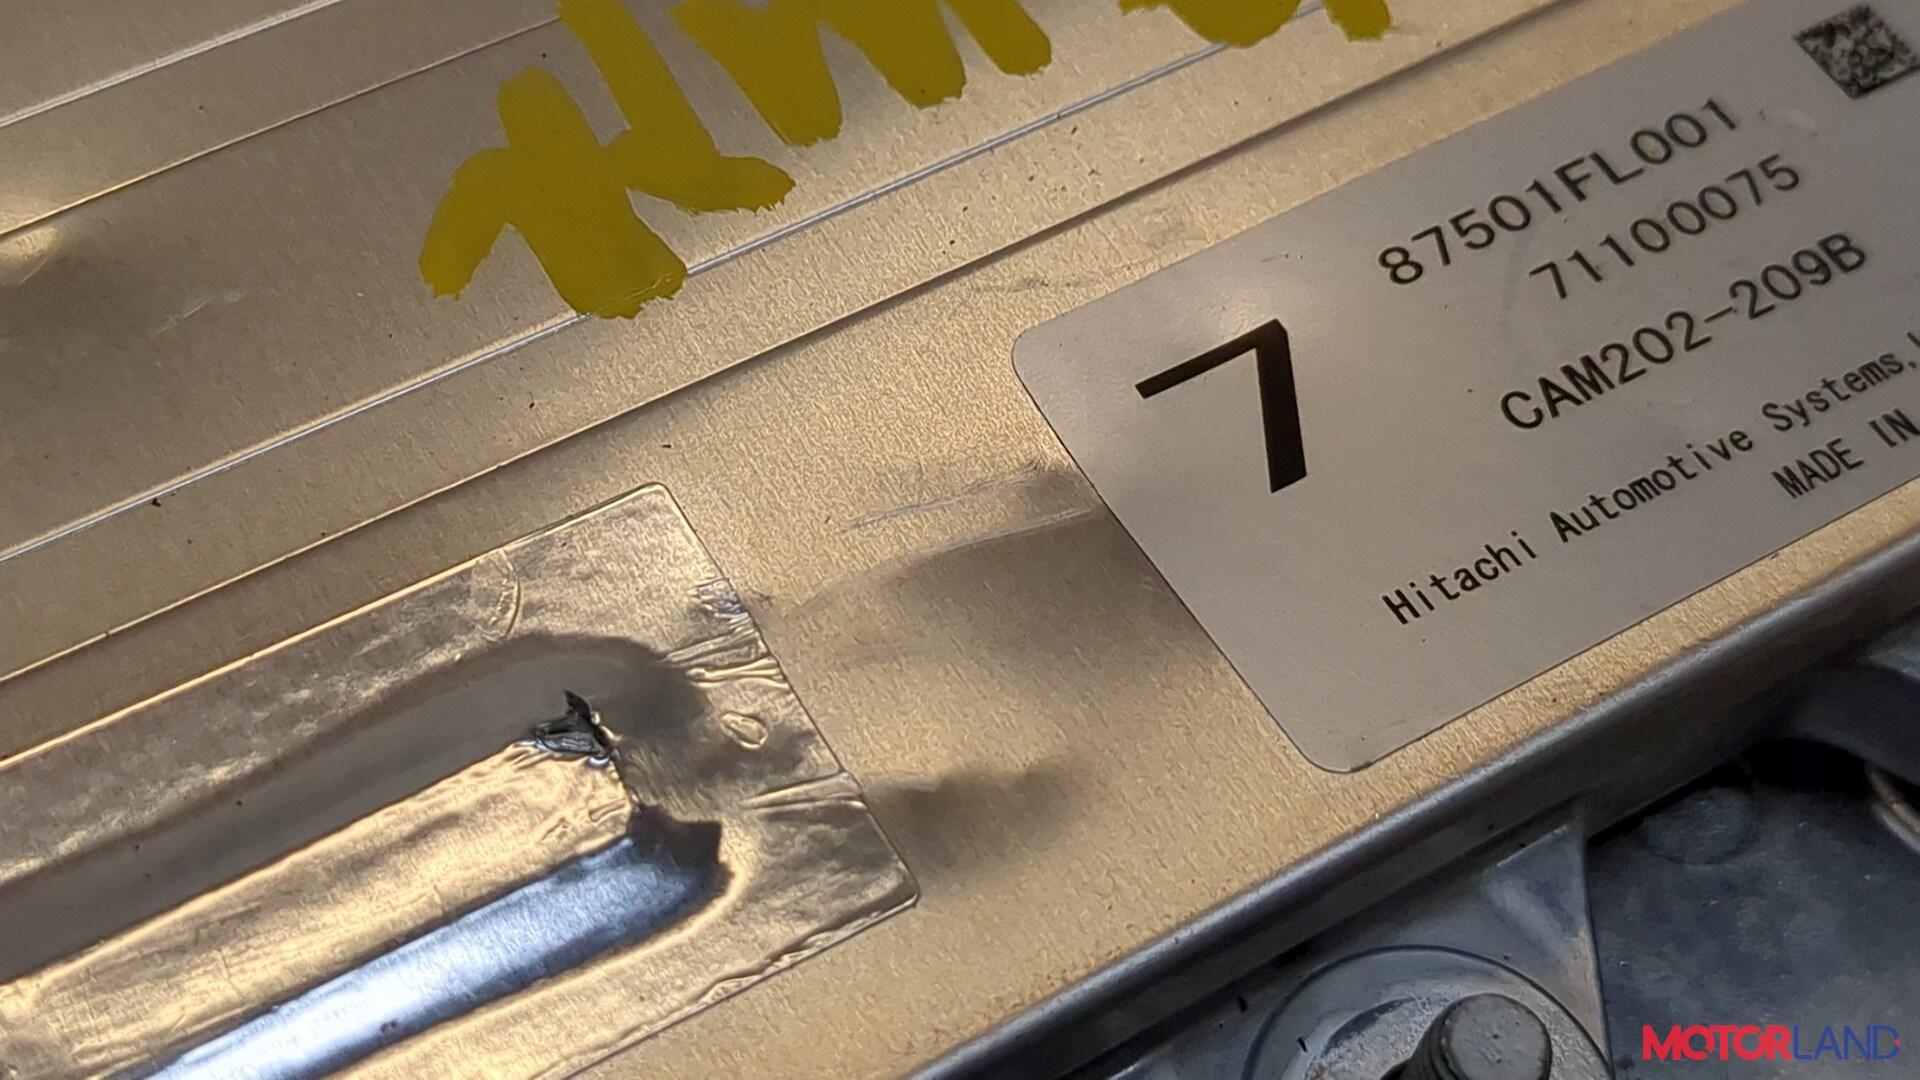 87501FL001
71100075
CAM202-209B
7
Hitachi Automotive Systems,
MADE IN
MOTORLAND